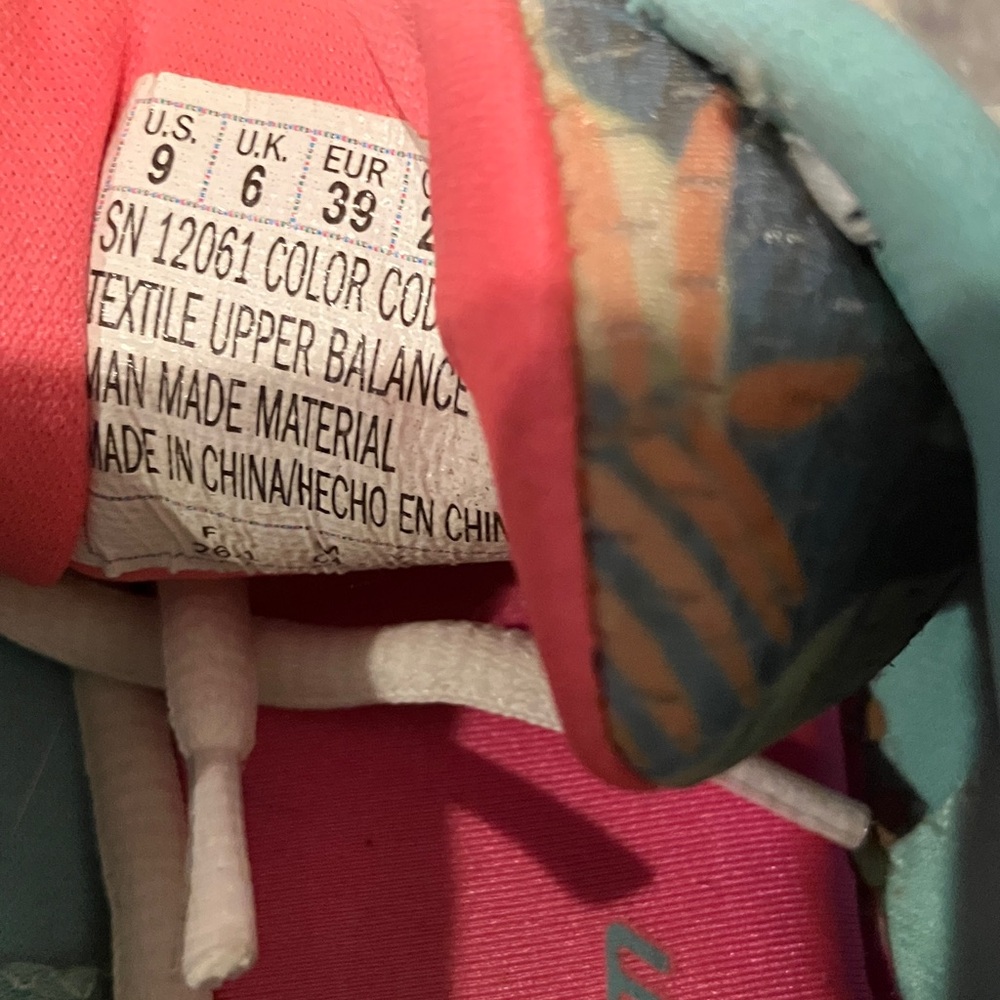 U.S. U.K. EUR
9 6 39 2
SN 12061 COLOR COD
TEXTILE UPPER BALANCE
MAN MADE MATERIAL
MADE IN CHINA/HECHO EN CHIN